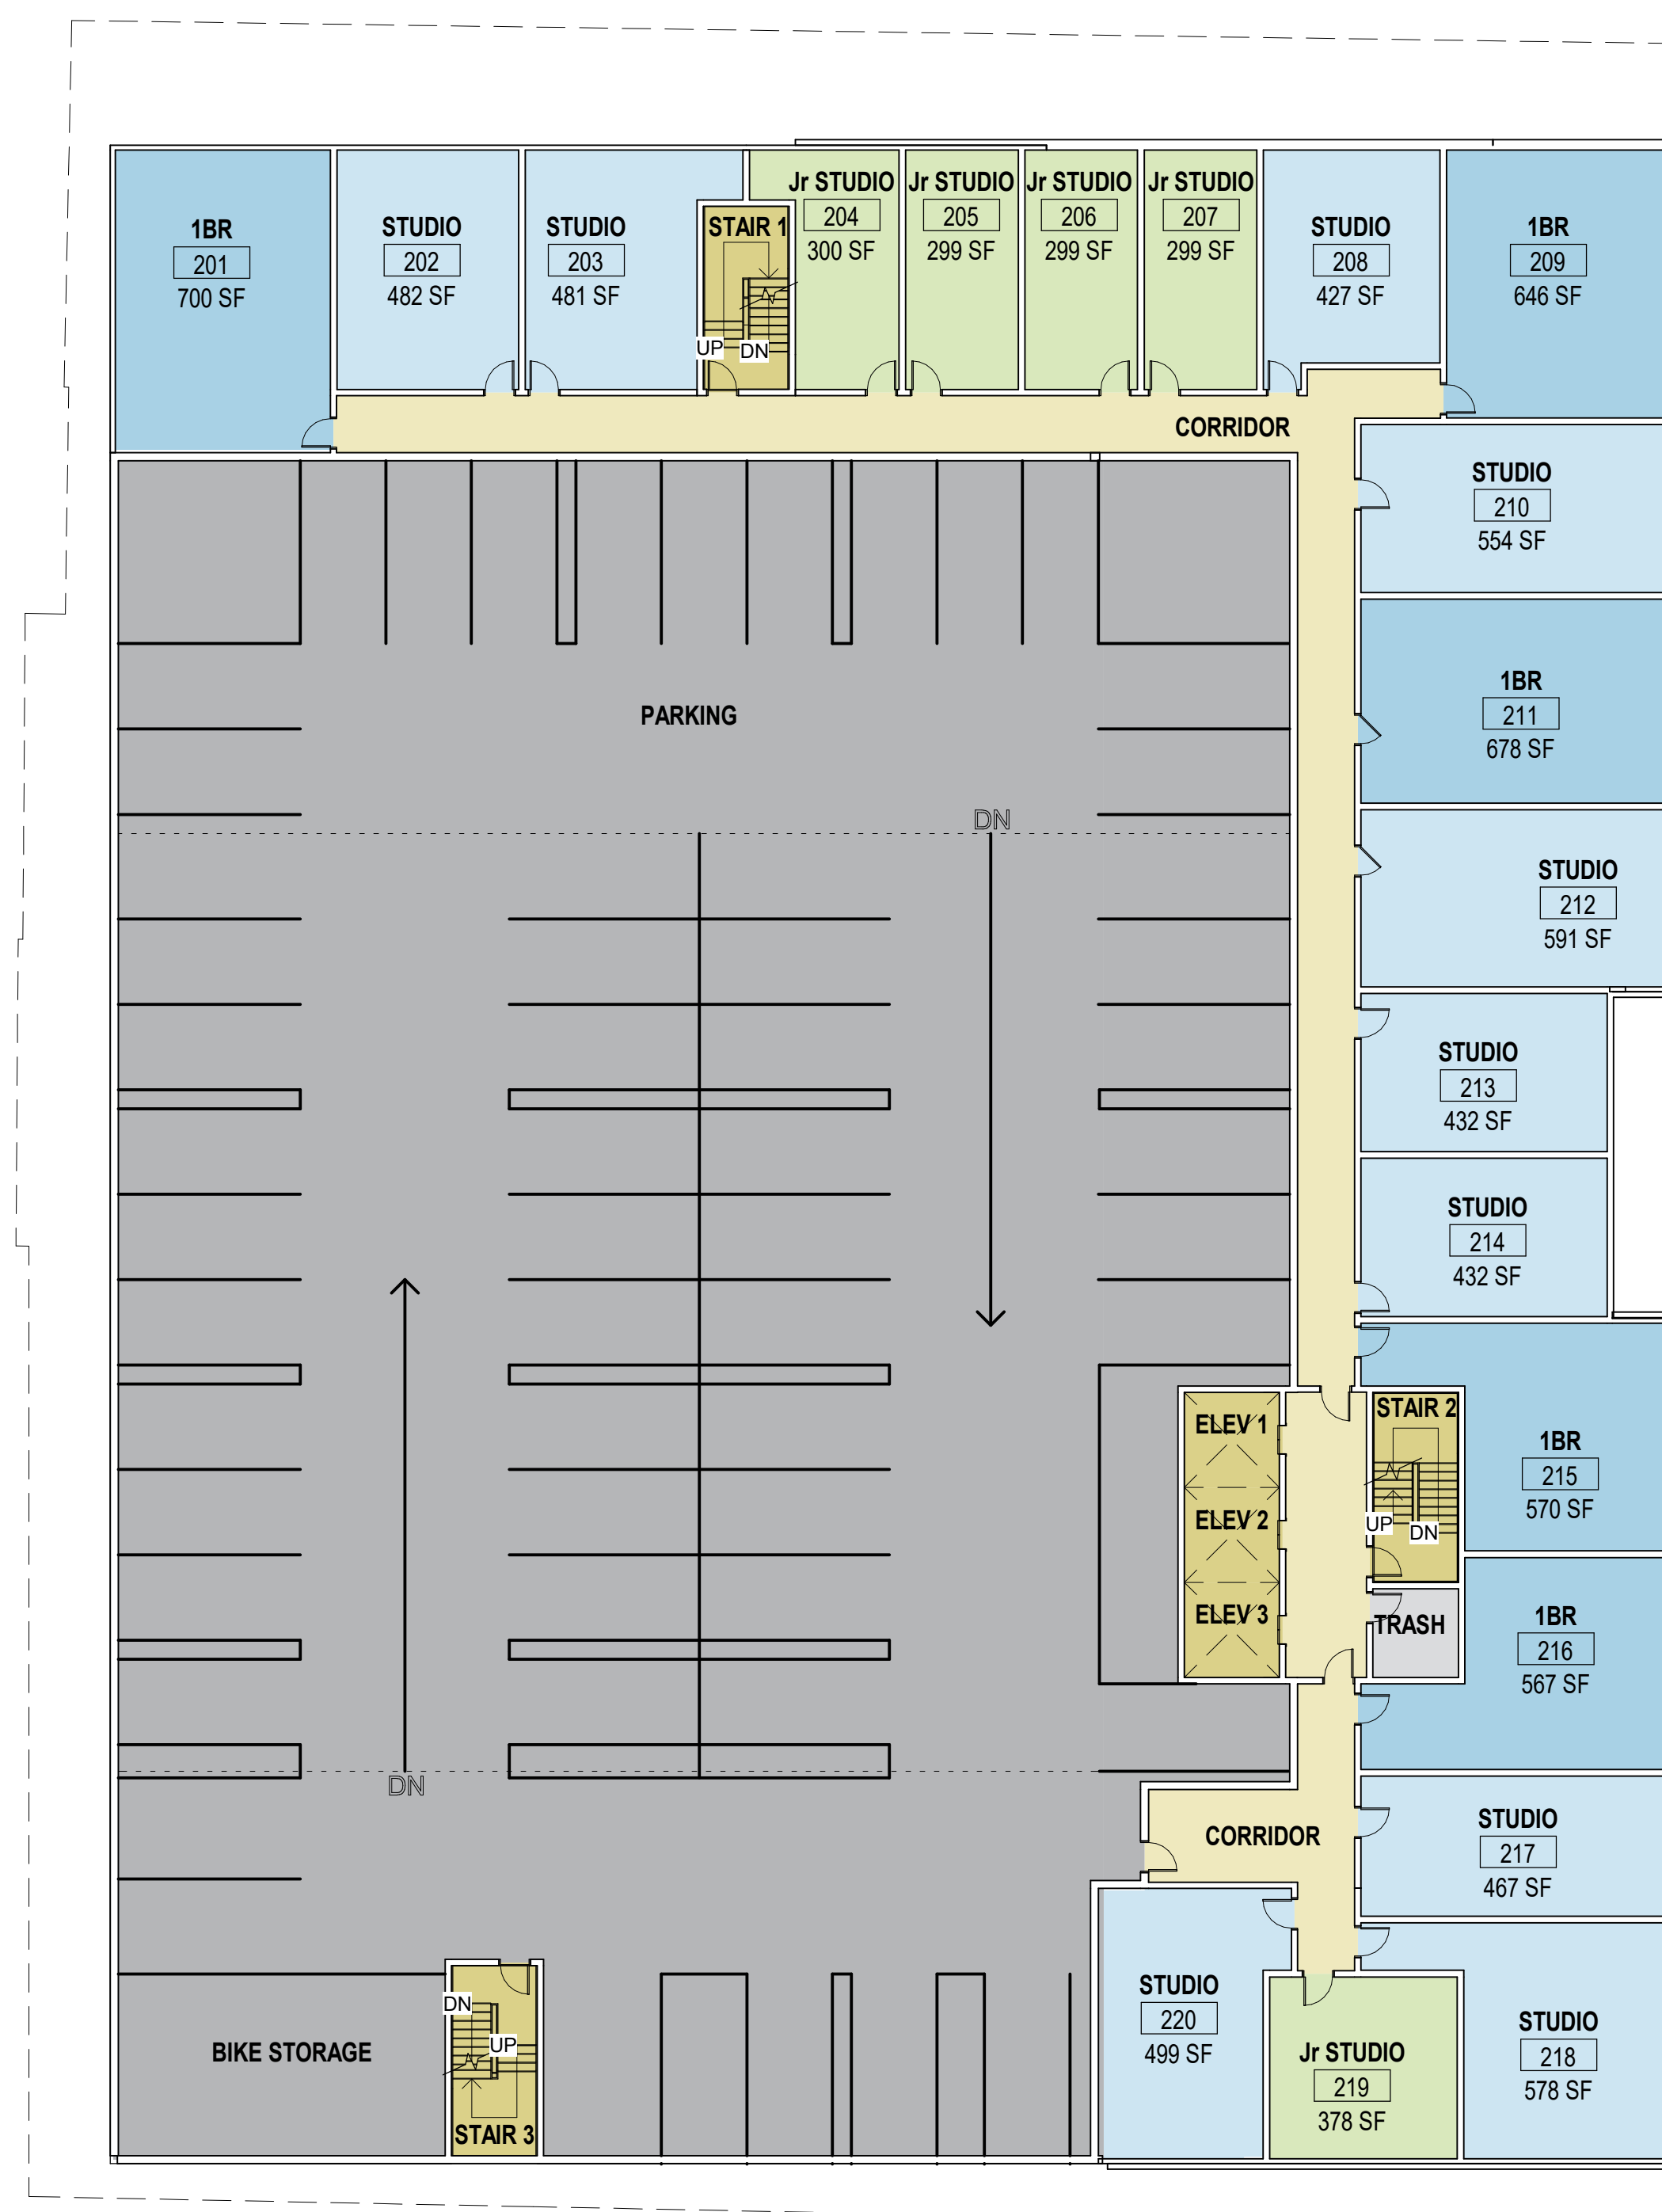 1BR
201
700 SF
STUDIO
202
482 SF
STUDIO
203
481 SF
STAIR 1
UP
DN
Jr STUDIO
204
300 SF
Jr STUDIO
205
299 SF
Jr STUDIO
206
299 SF
Jr STUDIO
207
299 SF
STUDIO
208
427 SF
1BR
209
646 SF
CORRIDOR
STUDIO
210
554 SF
1BR
211
678 SF
PARKING
DN
STUDIO
212
591 SF
STUDIO
213
432 SF
STUDIO
214
432 SF
ELEV 1
ELEV 2
ELEV 3
STAIR 2
UP
DN
TRASH
1BR
215
570 SF
1BR
216
567 SF
DN
CORRIDOR
STUDIO
217
467 SF
BIKE STORAGE
DN
UP
STAIR 3
STUDIO
220
499 SF
Jr STUDIO
219
378 SF
STUDIO
218
578 SF